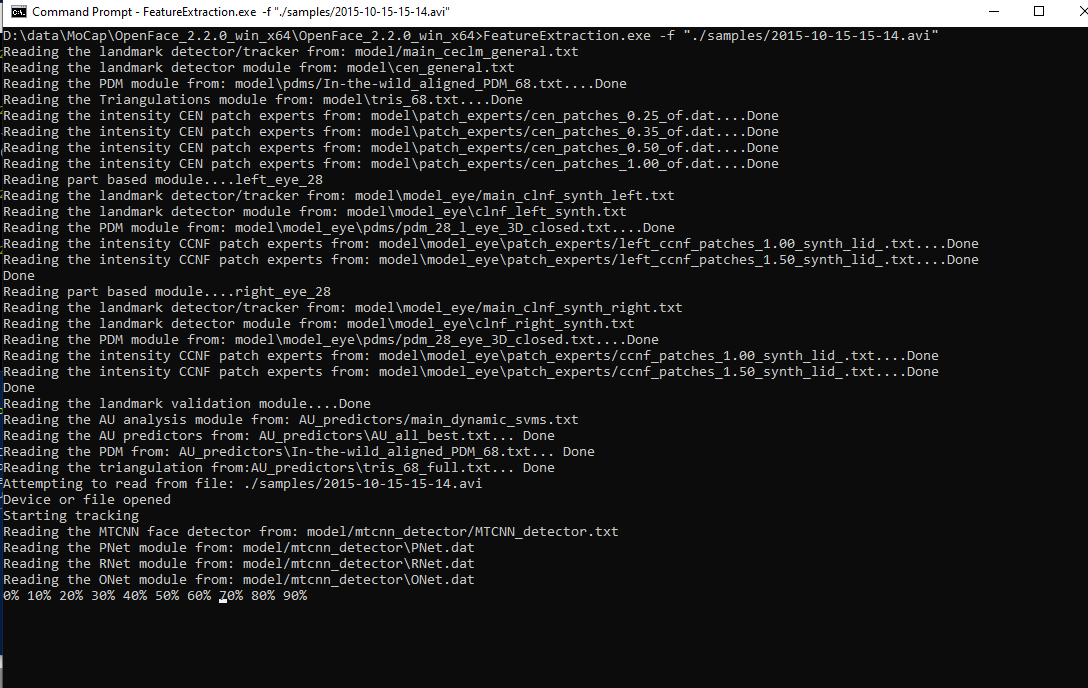 Command Prompt - FeatureExtraction.exe -f "./samples/2015-10-15-15-14.avi"
D:\data\MoCap\OpenFace_2.2.0_win_x64\OpenFace_2.2.0_win_x64>FeatureExtraction.exe -f "./samples/2015-10-15-15-14.avi"
Reading the landmark detector/tracker from: model/main_ceclm_general.txt
Reading the landmark detector module from: model\cen_general.txt
Reading the PDM module from: model\pdms/In-the-wild_aligned_PDM_68.txt....Done
Reading the Triangulations module from: model\tris_68.txt....Done
Reading the intensity CEN patch experts from: model\patch_experts/cen_patches_0.25_of.dat....Done
Reading the intensity CEN patch experts from: model\patch_experts/cen_patches_0.35_of.dat....Done
Reading the intensity CEN patch experts from: model\patch_experts/cen_patches_0.50_of.dat....Done
Reading the intensity CEN patch experts from: model\patch_experts/cen_patches_1.00_of.dat....Done
Reading part based module....left_eye_28
Reading the landmark detector/tracker from: model\model_eye/main_clnf_synth_left.txt
Reading the landmark detector module from: model\model_eye\clnf_left_synth.txt
Reading the PDM module from: model\model_eye\pdms/pdm_28_l_eye_3D_closed.txt....Done
Reading the intensity CCNF patch experts from: model\model_eye\patch_experts/left_ccnf_patches_1.00_synth_lid_.txt....Done
Reading the intensity CCNF patch experts from: model\model_eye\patch_experts/left_ccnf_patches_1.50_synth_lid_.txt....Done
Done
Reading part based module....right_eye_28
Reading the landmark detector/tracker from: model\model_eye/main_clnf_synth_right.txt
Reading the landmark detector module from: model\model_eye\clnf_right_synth.txt
Reading the PDM module from: model\model_eye\pdms/pdm_28_eye_3D_closed.txt....Done
Reading the intensity CCNF patch experts from: model\model_eye\patch_experts/ccnf_patches_1.00_synth_lid_.txt....Done
Reading the intensity CCNF patch experts from: model\model_eye\patch_experts/ccnf_patches_1.50_synth_lid_.txt....Done
Done
Reading the landmark validation module....Done
Reading the AU analysis module from: AU_predictors/main_dynamic_svms.txt
Reading the AU predictors from: AU_predictors\AU_all_best.txt... Done
Reading the PDM from: AU_predictors\In-the-wild_aligned_PDM_68.txt... Done
Reading the triangulation from:AU_predictors\tris_68_full.txt... Done
Attempting to read from file: ./samples/2015-10-15-15-14.avi
Device or file opened
Starting tracking
Reading the MTCNN face detector from: model/mtcnn_detector/MTCNN_detector.txt
Reading the PNet module from: model/mtcnn_detector\PNet.dat
Reading the RNet module from: model/mtcnn_detector\RNet.dat
Reading the ONet module from: model/mtcnn_detector\ONet.dat
0% 10% 20% 30% 40% 50% 60% 70% 80% 90%